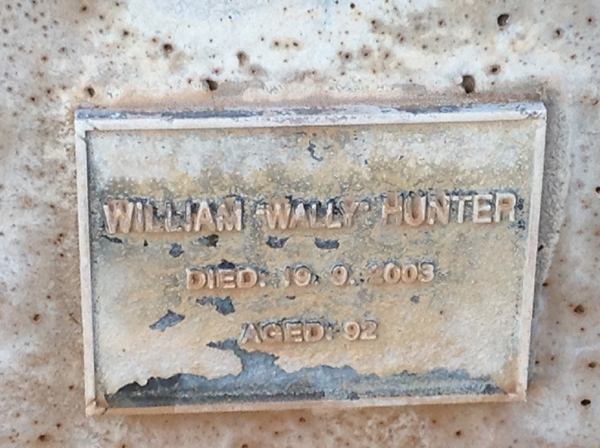 WILLIAM "WALLY" HUNTER
DIED: 10. 9. 2003
AGED: 92